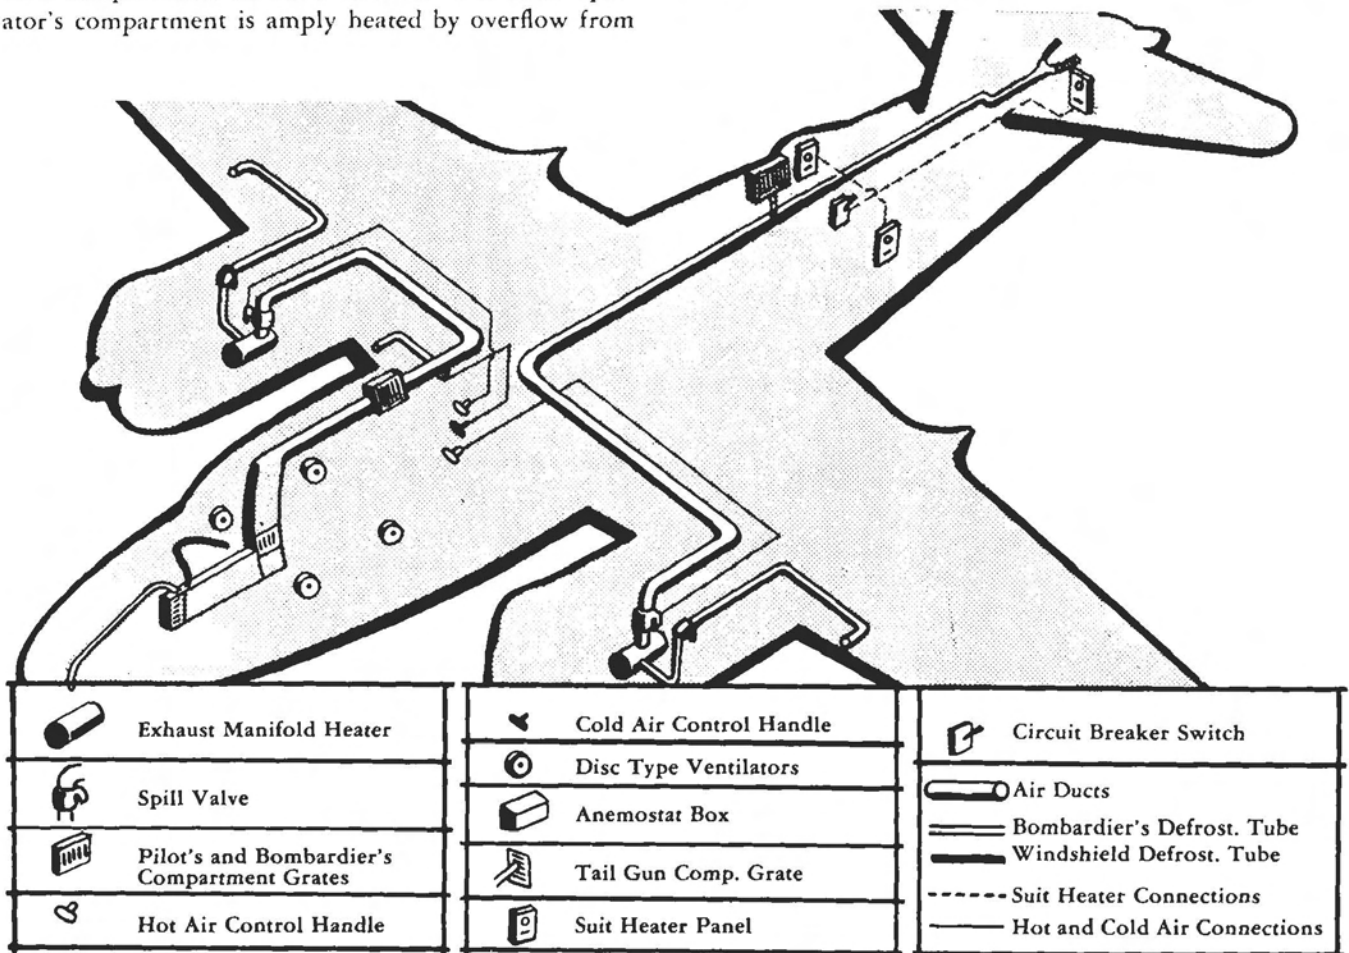 ator's compartment is amply heated by overflow from
Exhaust Manifold Heater
Spill Valve
Pilot's and Bombardier's
Compartment Grates
Hot Air Control Handle
Cold Air Control Handle
Disc Type Ventilators
Anemostat Box
Tail Gun Comp. Grate
Suit Heater Panel
Circuit Breaker Switch
Air Ducts
Bombardier's Defrost. Tube
Windshield Defrost. Tube
Suit Heater Connections
Hot and Cold Air Connections